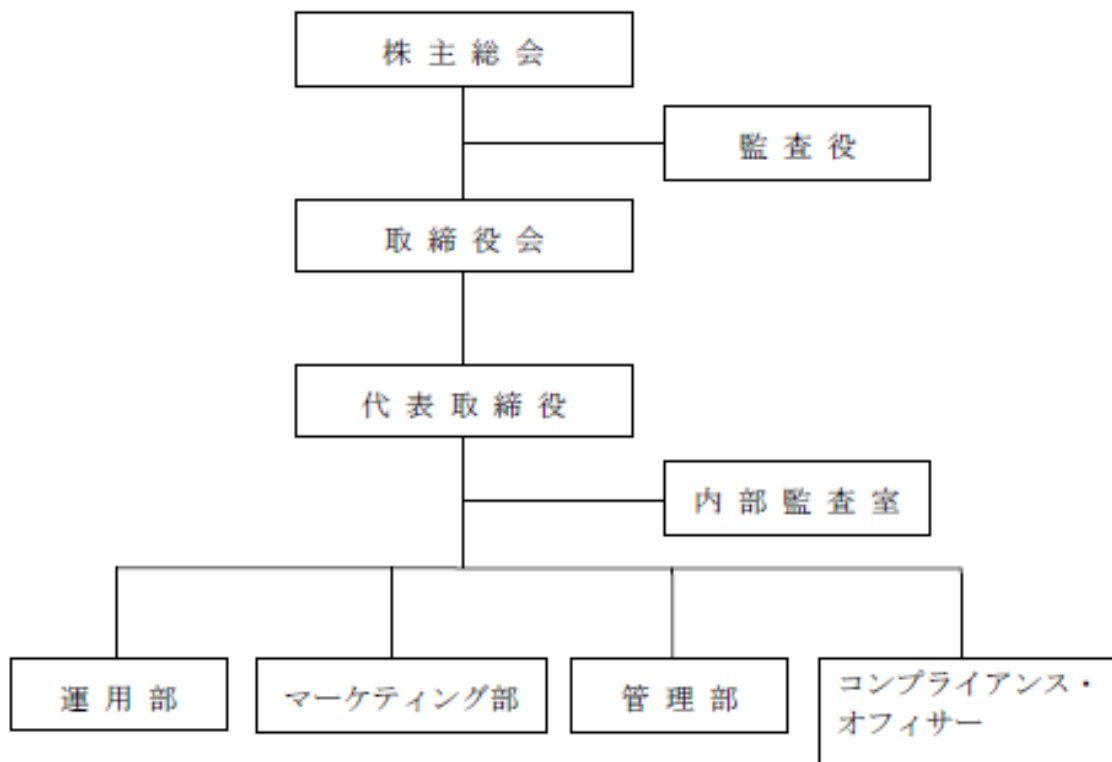 株主総会
監査役
取締役会
代表取締役
内部監査室
運用部
マーケティング部
管理部
コンプライアンス・
オフィサー